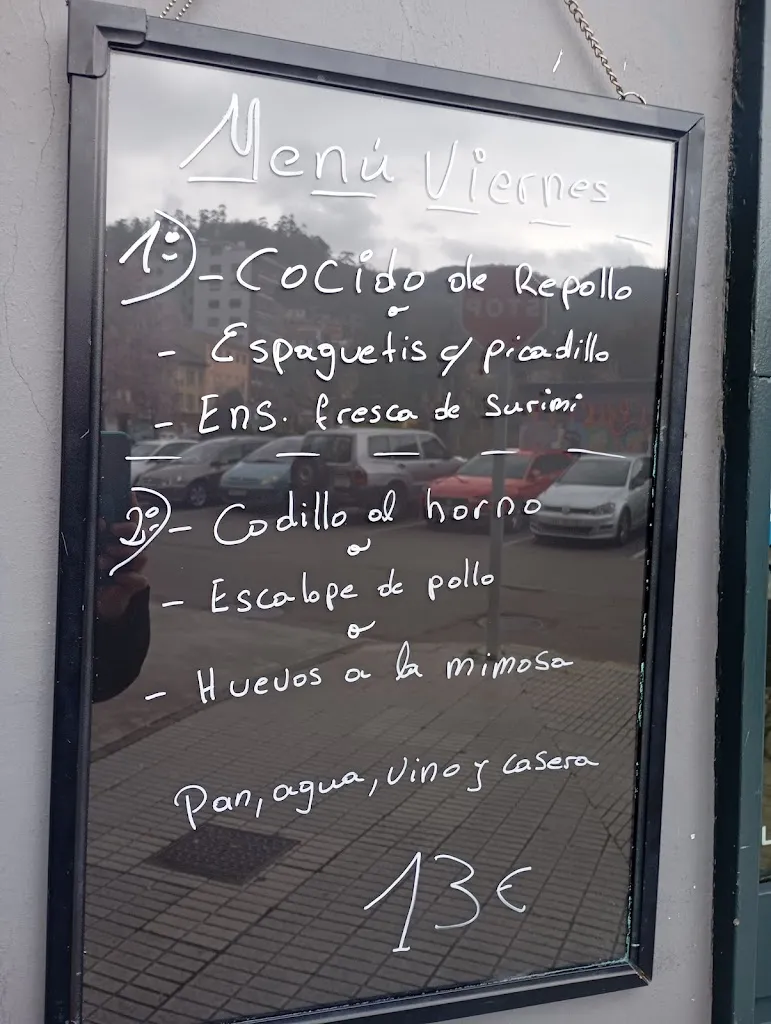 Menú Viernes
1º - Cocido de Repollo
o
- Espaguetis c/ picadillo
- Ens. fresca de surimi
2º - Codillo al horno
o
- Escalope de pollo
o
- Huevos a la mimosa
Pan, agua, vino y casera
13€
STOP